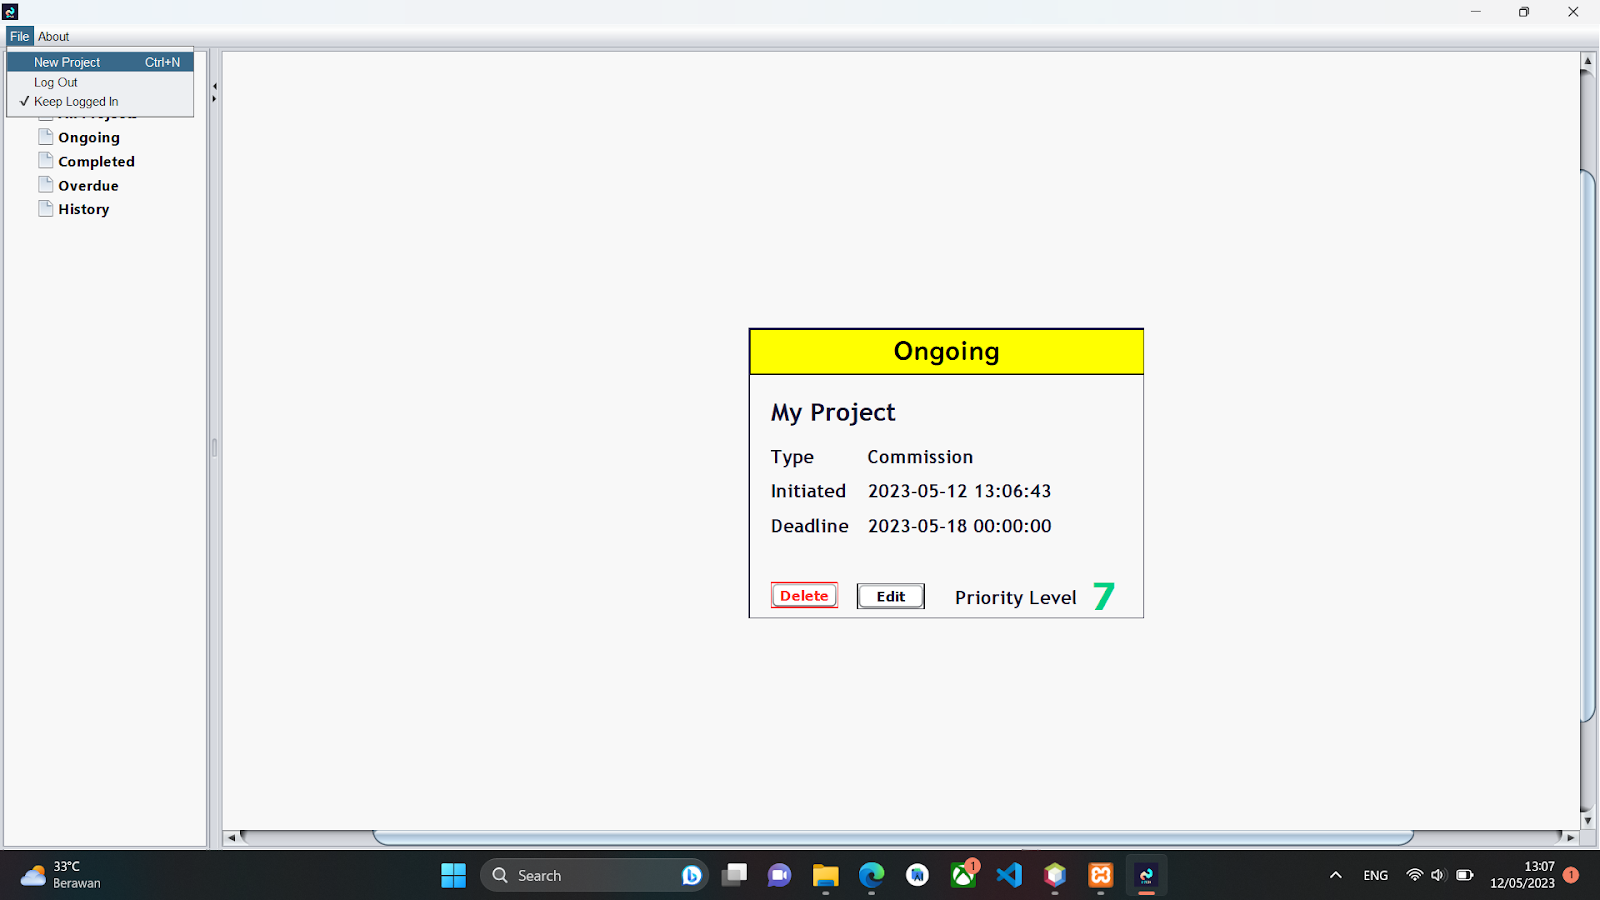 File About
New Project Ctrl+N
Log Out
Keep Logged In
Ongoing
Completed
Overdue
History
Ongoing
My Project
Type Commission
Initiated 2023-05-12 13:06:43
Deadline 2023-05-18 00:00:00
Delete Edit Priority Level 7
33°C
Berawan
Search
1
ENG
13:07
12/05/2023
1